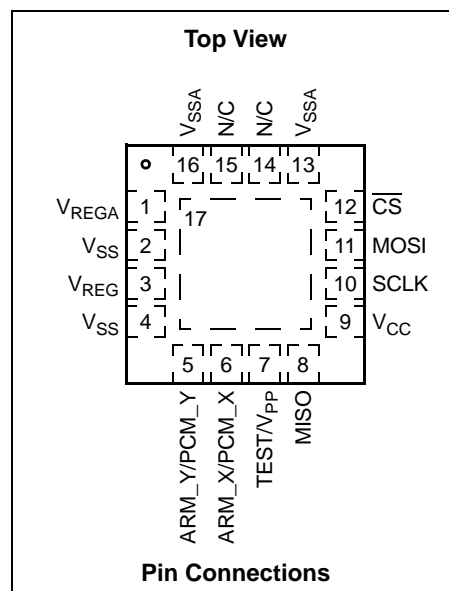 Top View
VSSA N/C N/C VSSA
16 15 14 13
VREGA 1 17 12 CS
VSS 2 11 MOSI
VREG 3 10 SCLK
VSS 4 9 VCC
5 6 7 8
ARM_Y/PCM_Y
ARM_X/PCM_X
TEST/VPP
MISO
Pin Connections